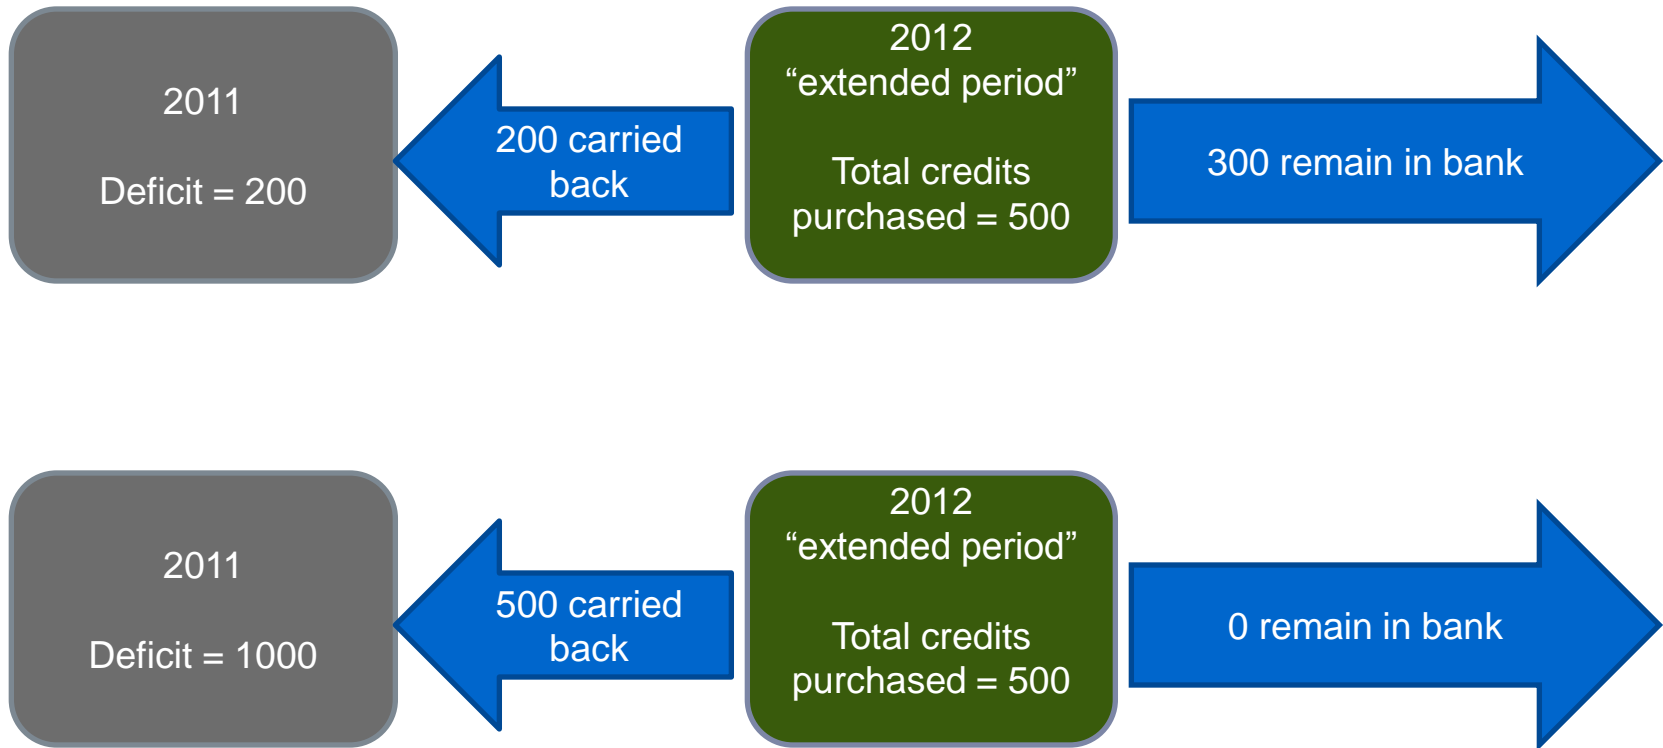 2011
Deficit = 200
200 carried
back
2012
“extended period”
Total credits
purchased = 500
300 remain in bank
2011
Deficit = 1000
500 carried
back
2012
“extended period”
Total credits
purchased = 500
0 remain in bank